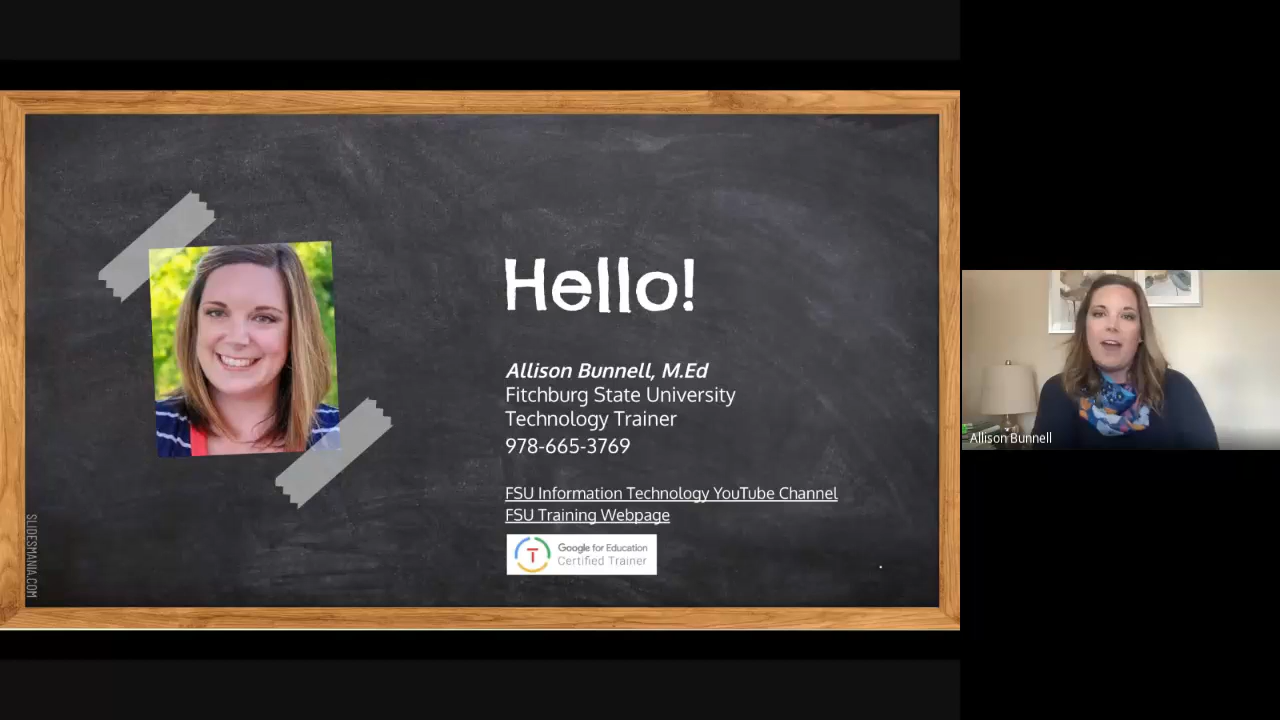 Hello!
Allison Bunnell, M.Ed
Fitchburg State University
Technology Trainer
978-665-3769
FSU Information Technology YouTube Channel
FSU Training Webpage
T
Google for Education
Certified Trainer
SLIDESMANIA.COM
Allison Bunnell